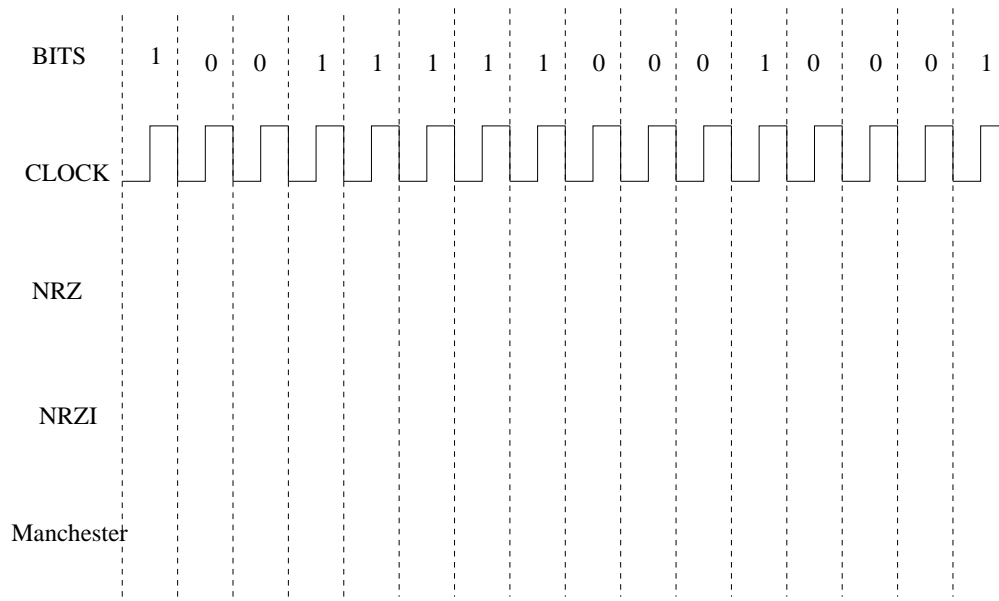 BITS 1 0 0 1 1 1 1 1 0 0 0 1 0 0 0 1
CLOCK
NRZ
NRZI
Manchester